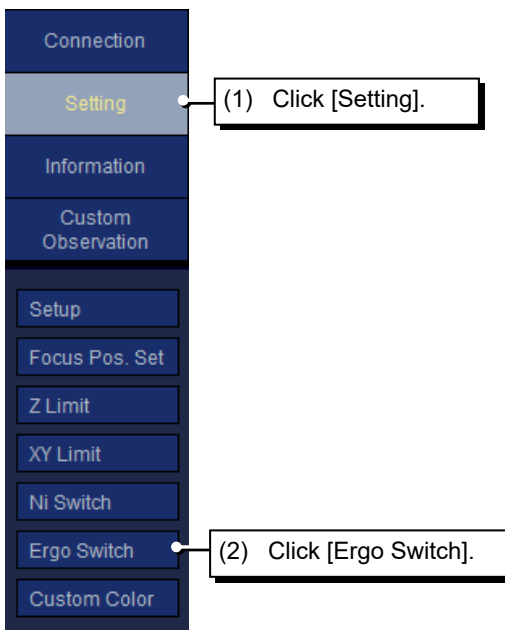 Connection
Setting
(1) Click [Setting].
Information
Custom
Observation
Setup
Focus Pos. Set
Z Limit
XY Limit
Ni Switch
Ergo Switch
(2) Click [Ergo Switch].
Custom Color